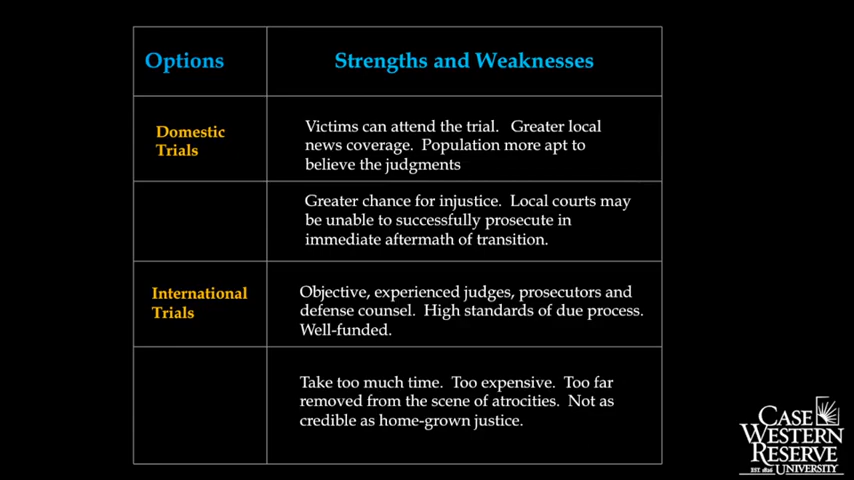 Options
Strengths and Weaknesses
Domestic
Trials
Victims can attend the trial. Greater local
news coverage. Population more apt to
believe the judgments
Greater chance for injustice. Local courts may
be unable to successfully prosecute in
immediate aftermath of transition.
International
Trials
Objective, experienced judges, prosecutors and
defense counsel. High standards of due process.
Well-funded.
Take too much time. Too expensive. Too far
removed from the scene of atrocities. Not as
credible as home-grown justice.
CASE
WESTERN
RESERVE
EST. 1826 UNIVERSITY